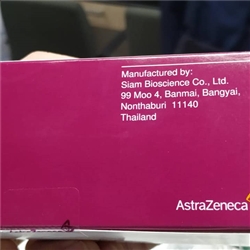 Manufactured by:
Siam Bioscience Co., Ltd.
99 Moo 4, Banmai, Bangyai,
Nonthaburi 11140
Thailand
AstraZeneca